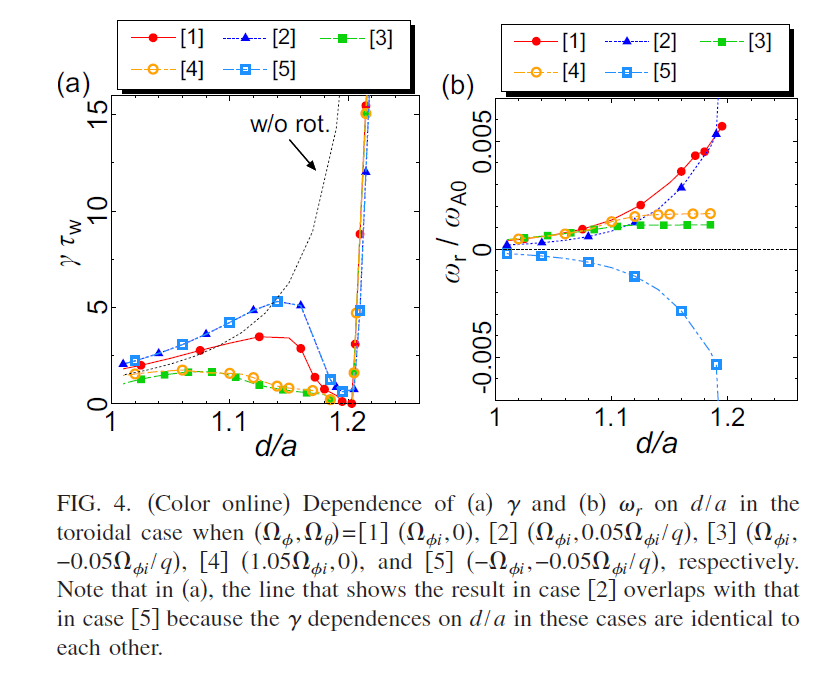 [1] [2] [3]
[4] [5]
(a)
w/o rot.
15
10
5
0
γ τw
1 1.1 1.2
d/a
[1] [2] [3]
[4] [5]
(b)
0.005
0
-0.005
ωr / ωA0
1 1.1 1.2
d/a
FIG. 4. (Color online) Dependence of (a) γ and (b) ωr on d/a in the
toroidal case when (Ωϕ,Ωθ)=[1] (Ωϕi,0), [2] (Ωϕi,0.05Ωϕi/q), [3] (Ωϕi,
−0.05Ωϕi/q), [4] (1.05Ωϕi,0), and [5] (−Ωϕi,−0.05Ωϕi/q), respectively.
Note that in (a), the line that shows the result in case [2] overlaps with that
in case [5] because the γ dependences on d/a in these cases are identical to
each other.